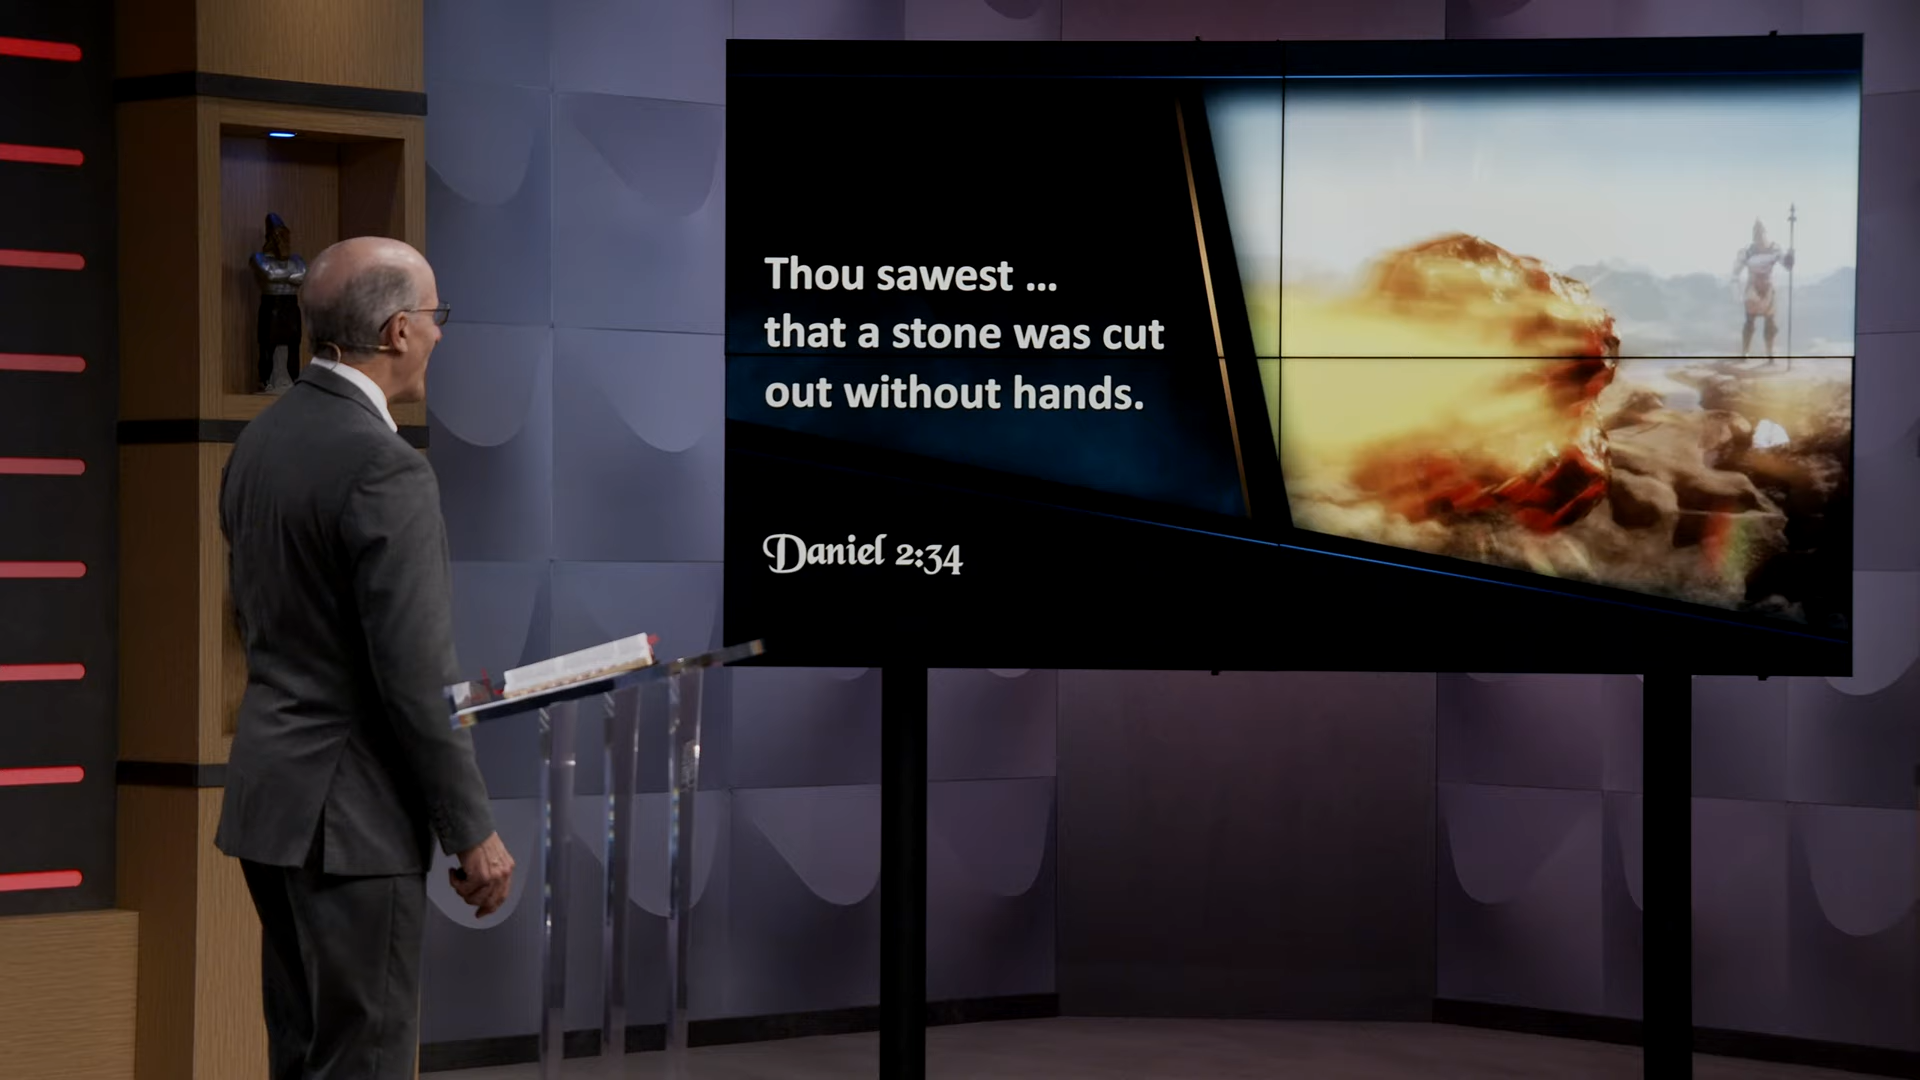 Thou sawest ...
that a stone was cut
out without hands.
Daniel 2:34